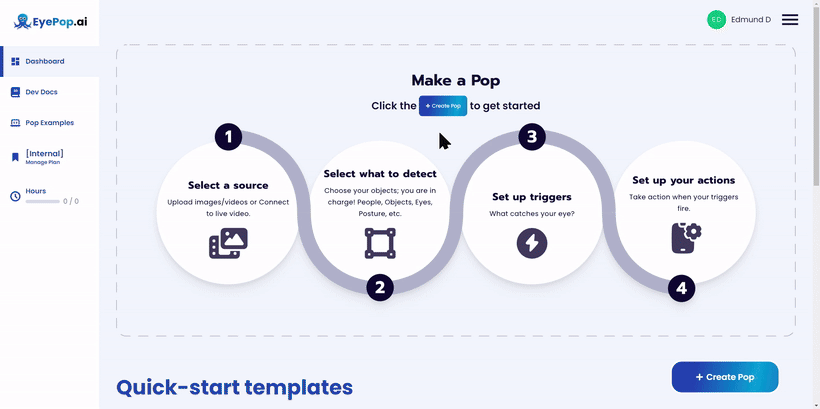 EyePop.ai
ED
Edmund D
Dashboard
Dev Docs
Pop Examples
[Internal]
Manage Plan
Hours
0 / 0
Make a Pop
Click the + Create Pop to get started
1
Select a source
Upload images/videos or Connect
to live video.
2
Select what to detect
Choose your objects; you are in
charge! People, Objects, Eyes,
Posture, etc.
3
Set up triggers
What catches your eye?
4
Set up your actions
Take action when your triggers
fire.
Quick-start templates
+ Create Pop